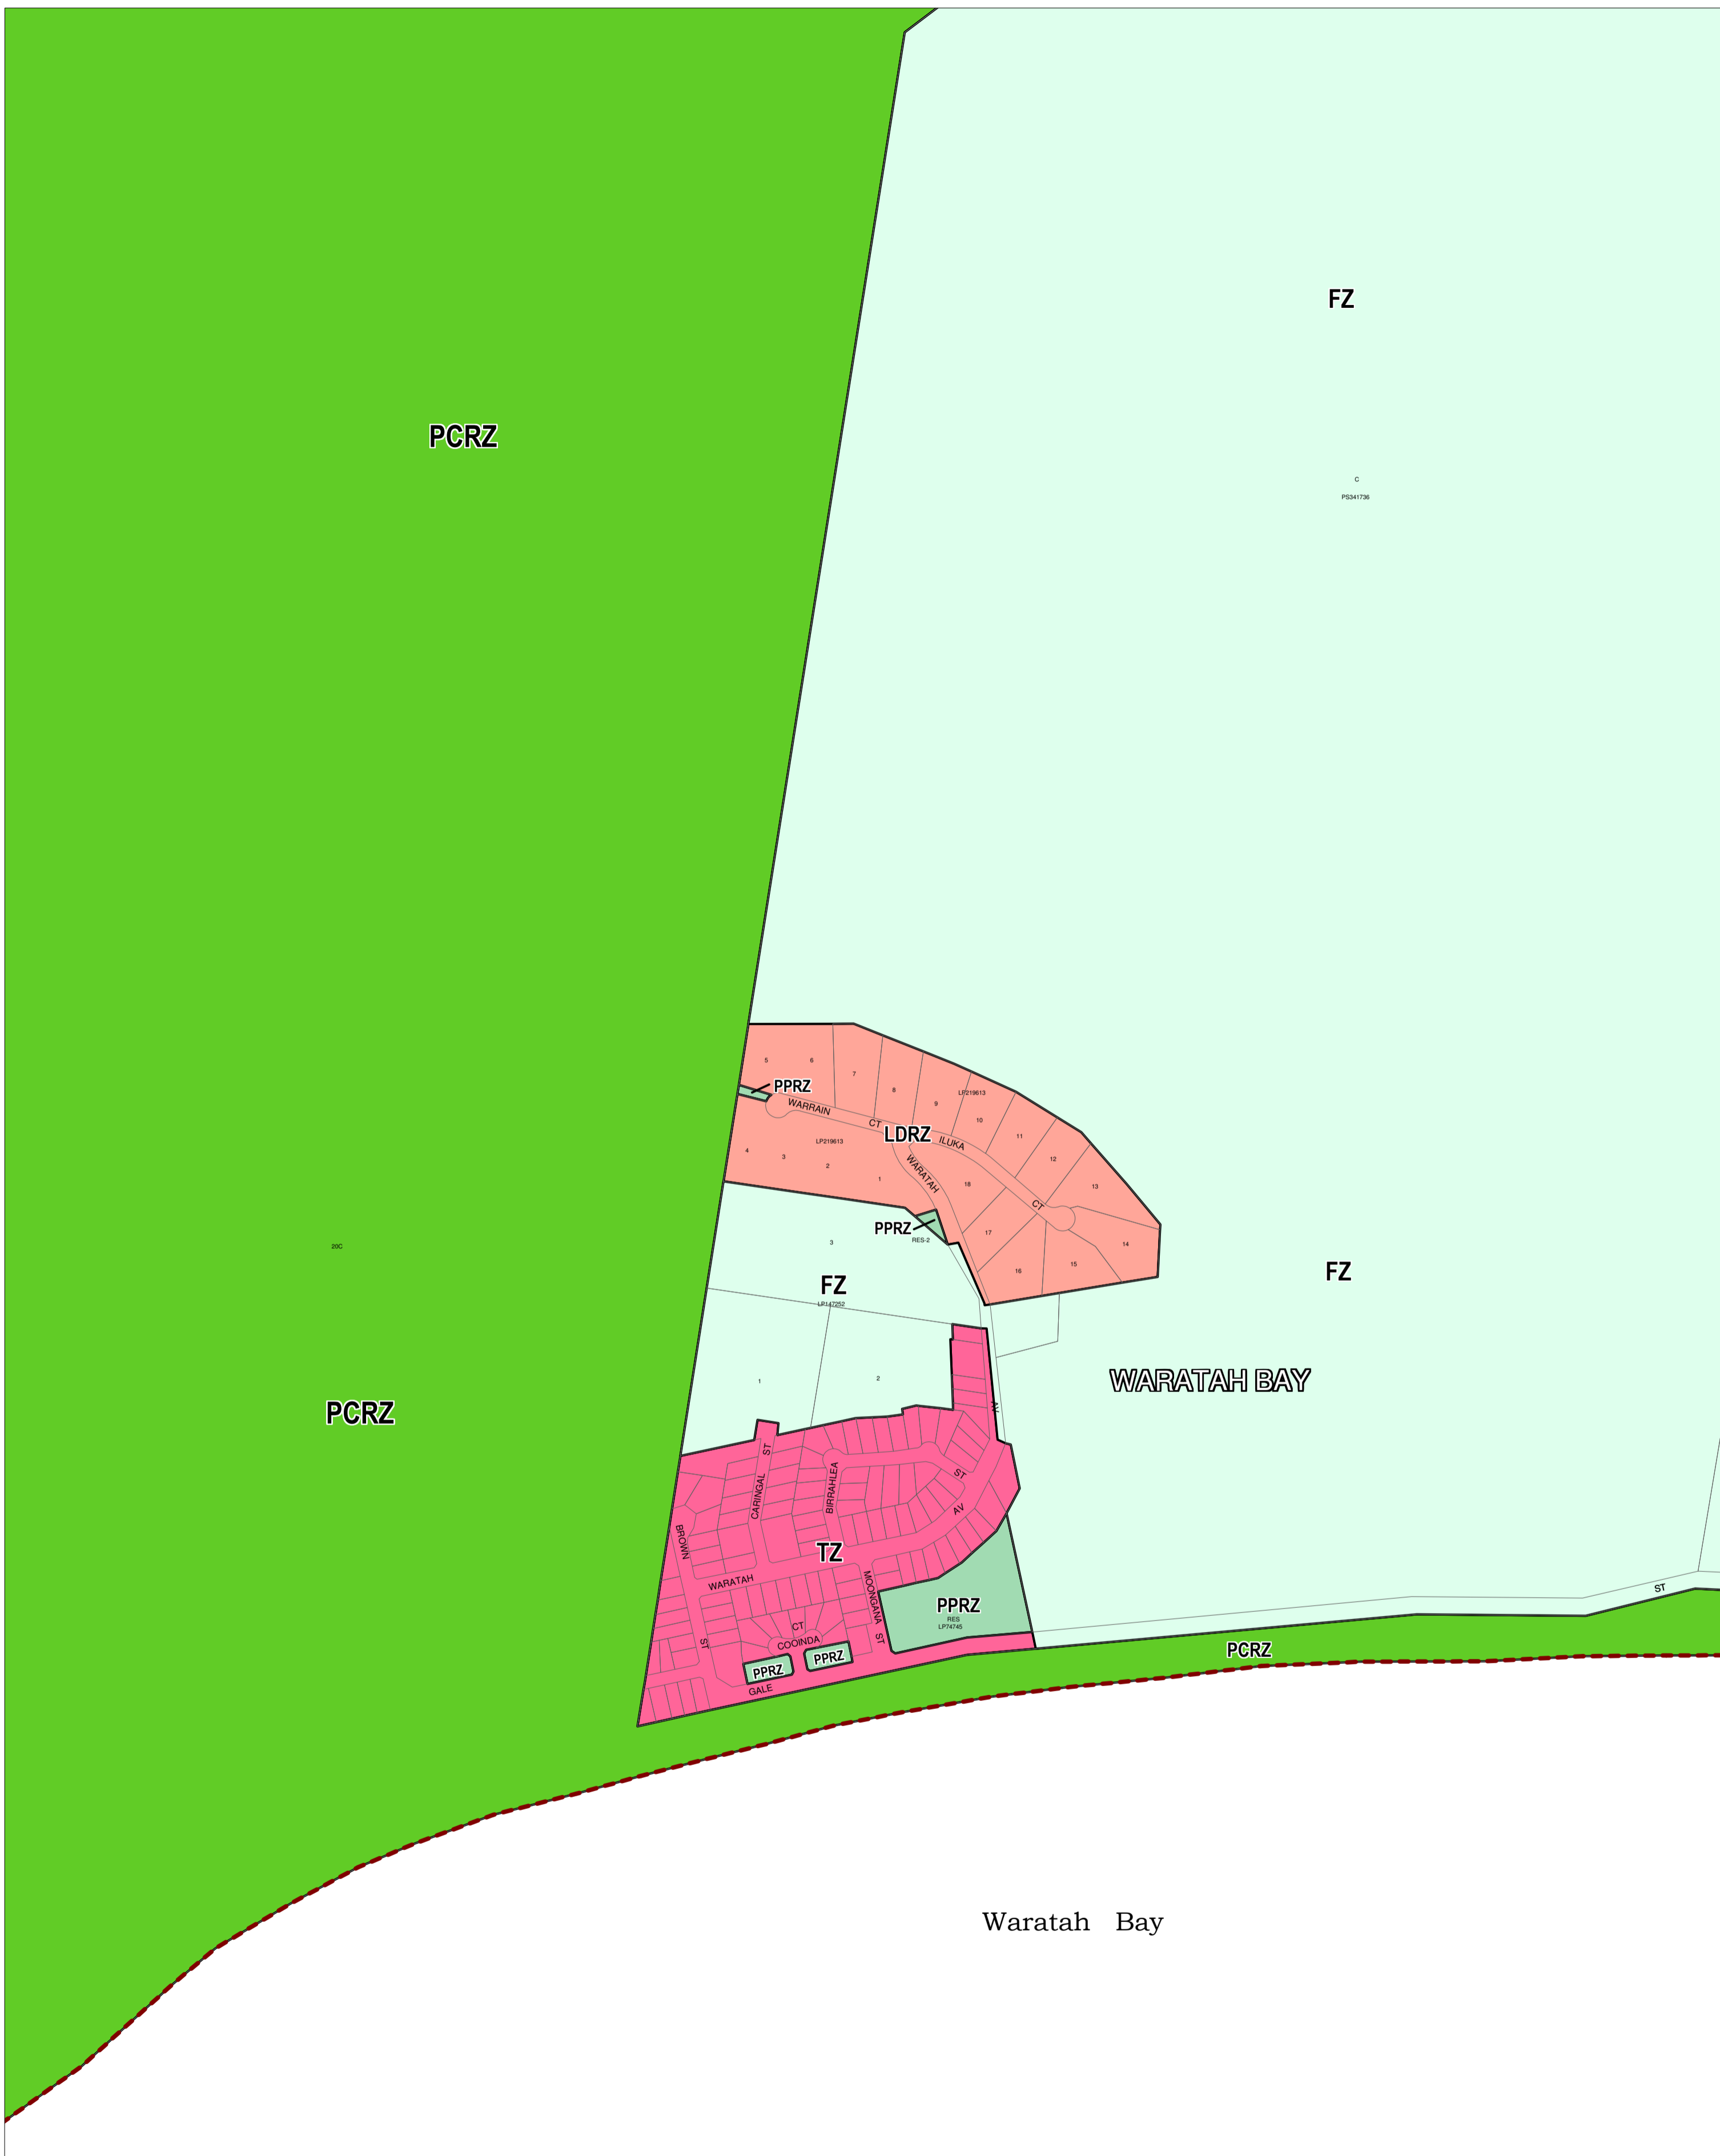 FZ
PCRZ
C
PS341736
5
6
7
8
9
LP219613
10
11
12
13
14
15
16
17
18
PPRZ
WARRAIN
CT
LDRZ
ILUKA
CT
LP219613
4
3
2
1
WARATAH
PPRZ
RES-2
3
20C
FZ
LP147252
FZ
WARATAH BAY
1
2
AV
PCRZ
ST
CARINGAL
BIRRAHLEA
ST
AV
BROWN
TZ
WARATAH
MOONGANA
ST
PPRZ
RES
LP74745
ST
CT
COOINDA
ST
PPRZ
PPRZ
GALE
PCRZ
Waratah Bay